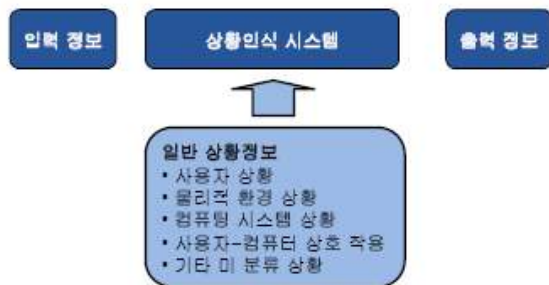 입력 정보
상황인식 시스템
출력 정보
일반 상황정보
▪ 사용자 상황
▪ 물리적 환경 상황
▪ 컴퓨팅 시스템 상황
▪ 사용자-컴퓨터 상호 작용
▪ 기타 미 분류 상황